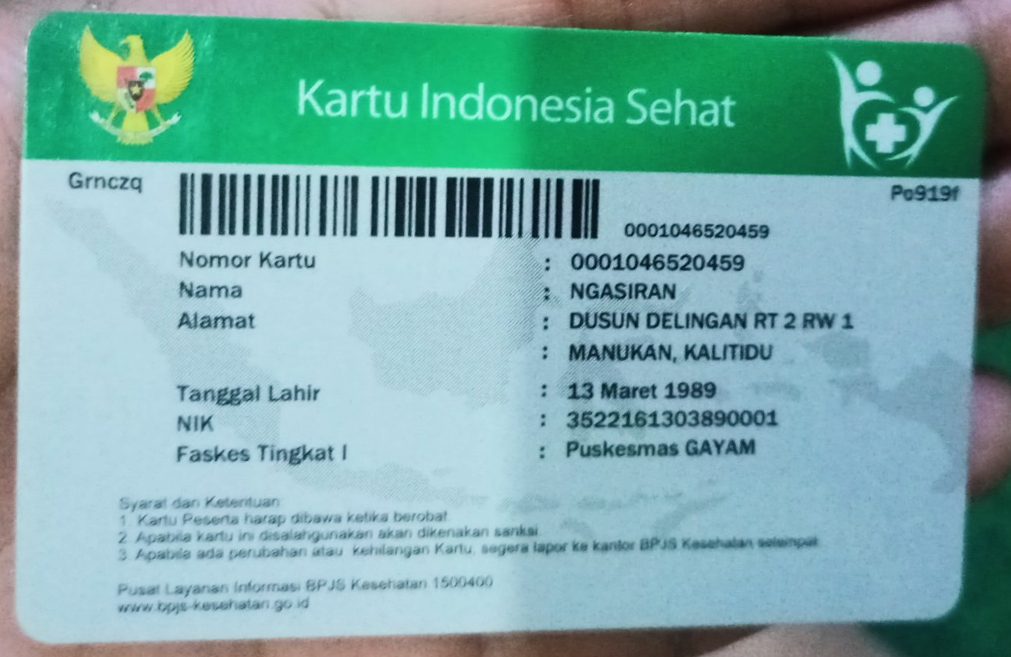 Kartu Indonesia Sehat
Grnczq
Pa919f
0001046520459
Nomor Kartu : 0001046520459
Nama : NGASIRAN
Alamat : DUSUN DELINGAN RT 2 RW 1
: MANUKAN, KALITIDU
Tanggal Lahir : 13 Maret 1989
NIK : 3522161303890001
Faskes Tingkat I : Puskesmas GAYAM
Syarat dan Ketentuan
1. Kartu Peserta harap dibawa ketika berobat
2. Apabila kartu ini disalahgunakan akan dikenakan sanksi
3. Apabila ada perubahan atau kehilangan Kartu, segera lapor ke kantor BPJS Kesehatan setempat
Pusat Layanan Informasi BPJS Kesehatan 1500400
www.bpjs-kesehatan.go.id